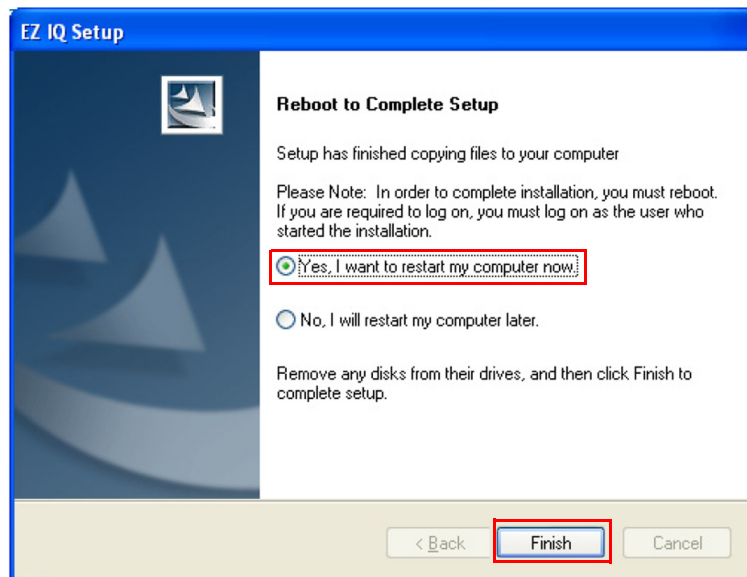 EZ IQ Setup
Reboot to Complete Setup
Setup has finished copying files to your computer
Please Note:  In order to complete installation, you must reboot.
If you are required to log on, you must log on as the user who
started the installation.
Yes, I want to restart my computer now.
No, I will restart my computer later.
Remove any disks from their drives, and then click Finish to
complete setup.
< Back
Finish
Cancel